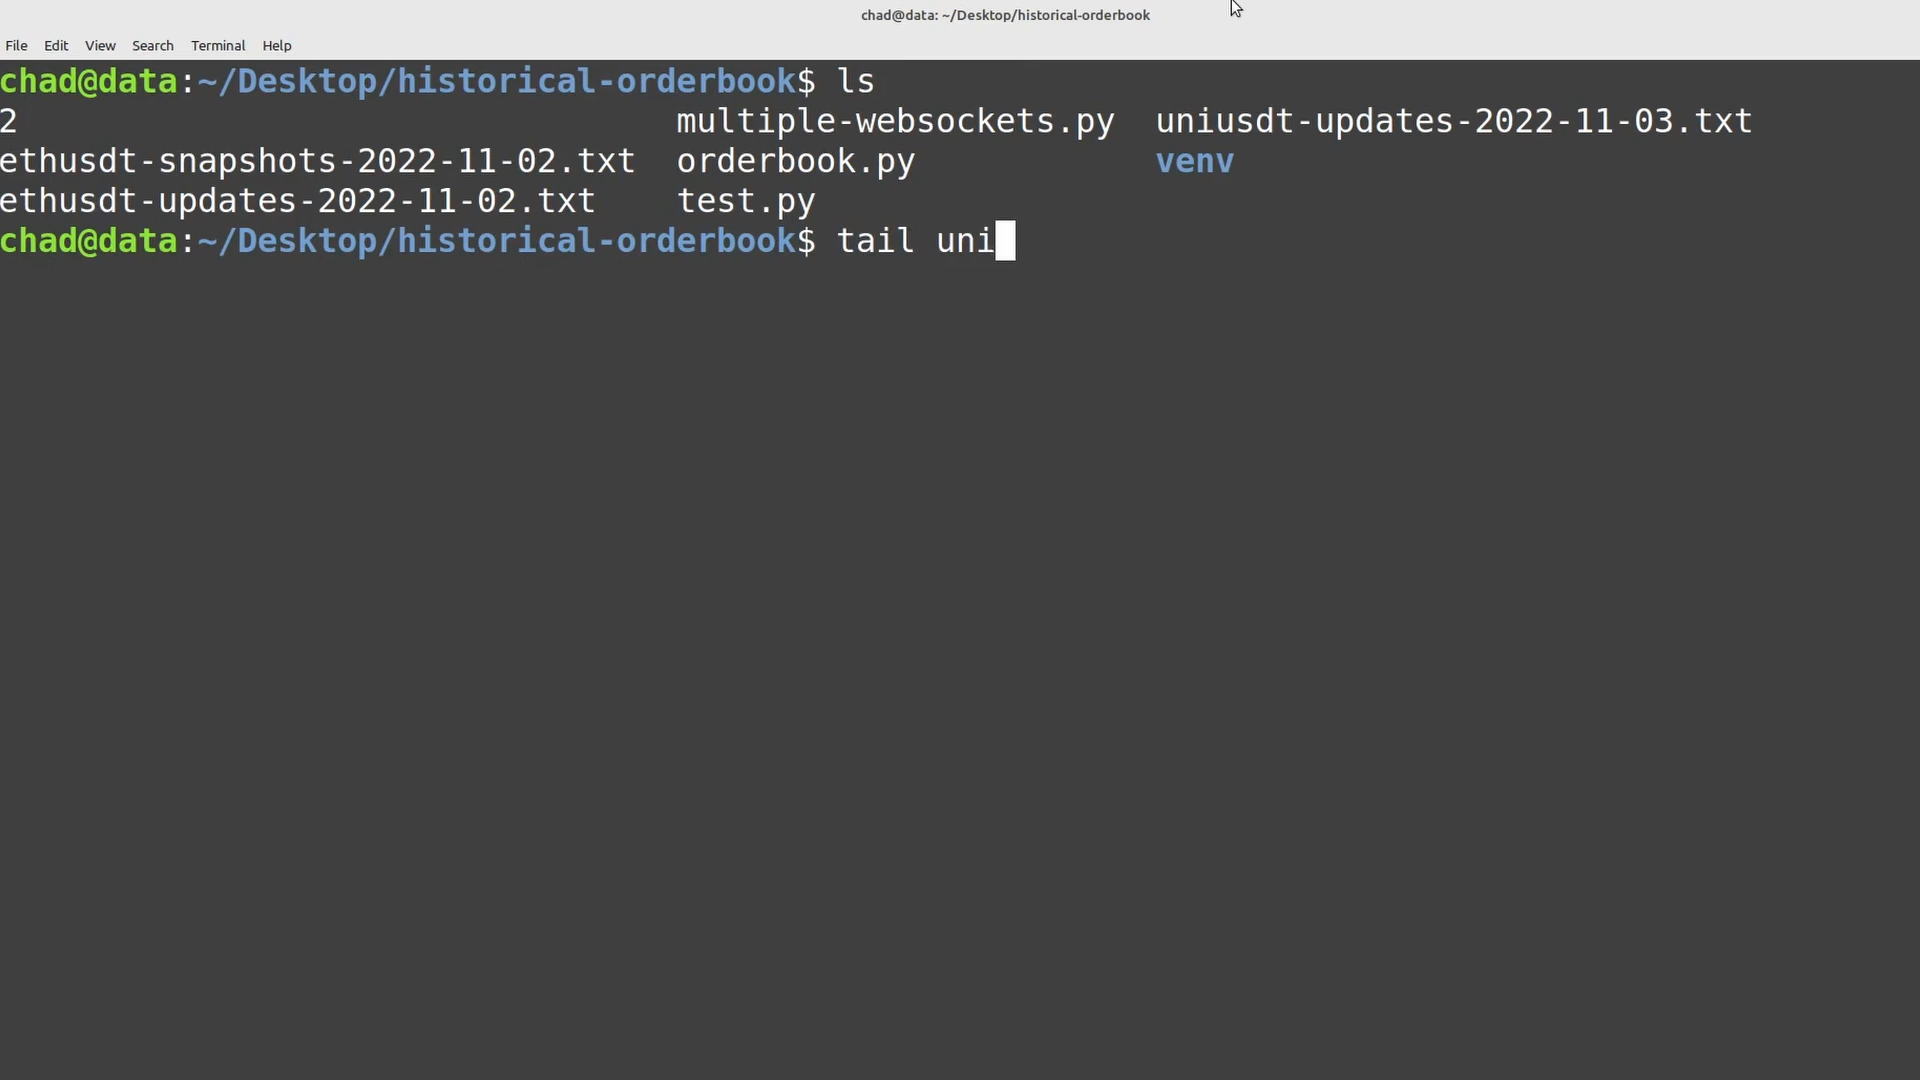 chad@data: ~/Desktop/historical-orderbook
File Edit View Search Terminal Help
chad@data:~/Desktop/historical-orderbook$ ls
2 multiple-websockets.py uniusdt-updates-2022-11-03.txt
ethusdt-snapshots-2022-11-02.txt orderbook.py venv
ethusdt-updates-2022-11-02.txt test.py
chad@data:~/Desktop/historical-orderbook$ tail uni